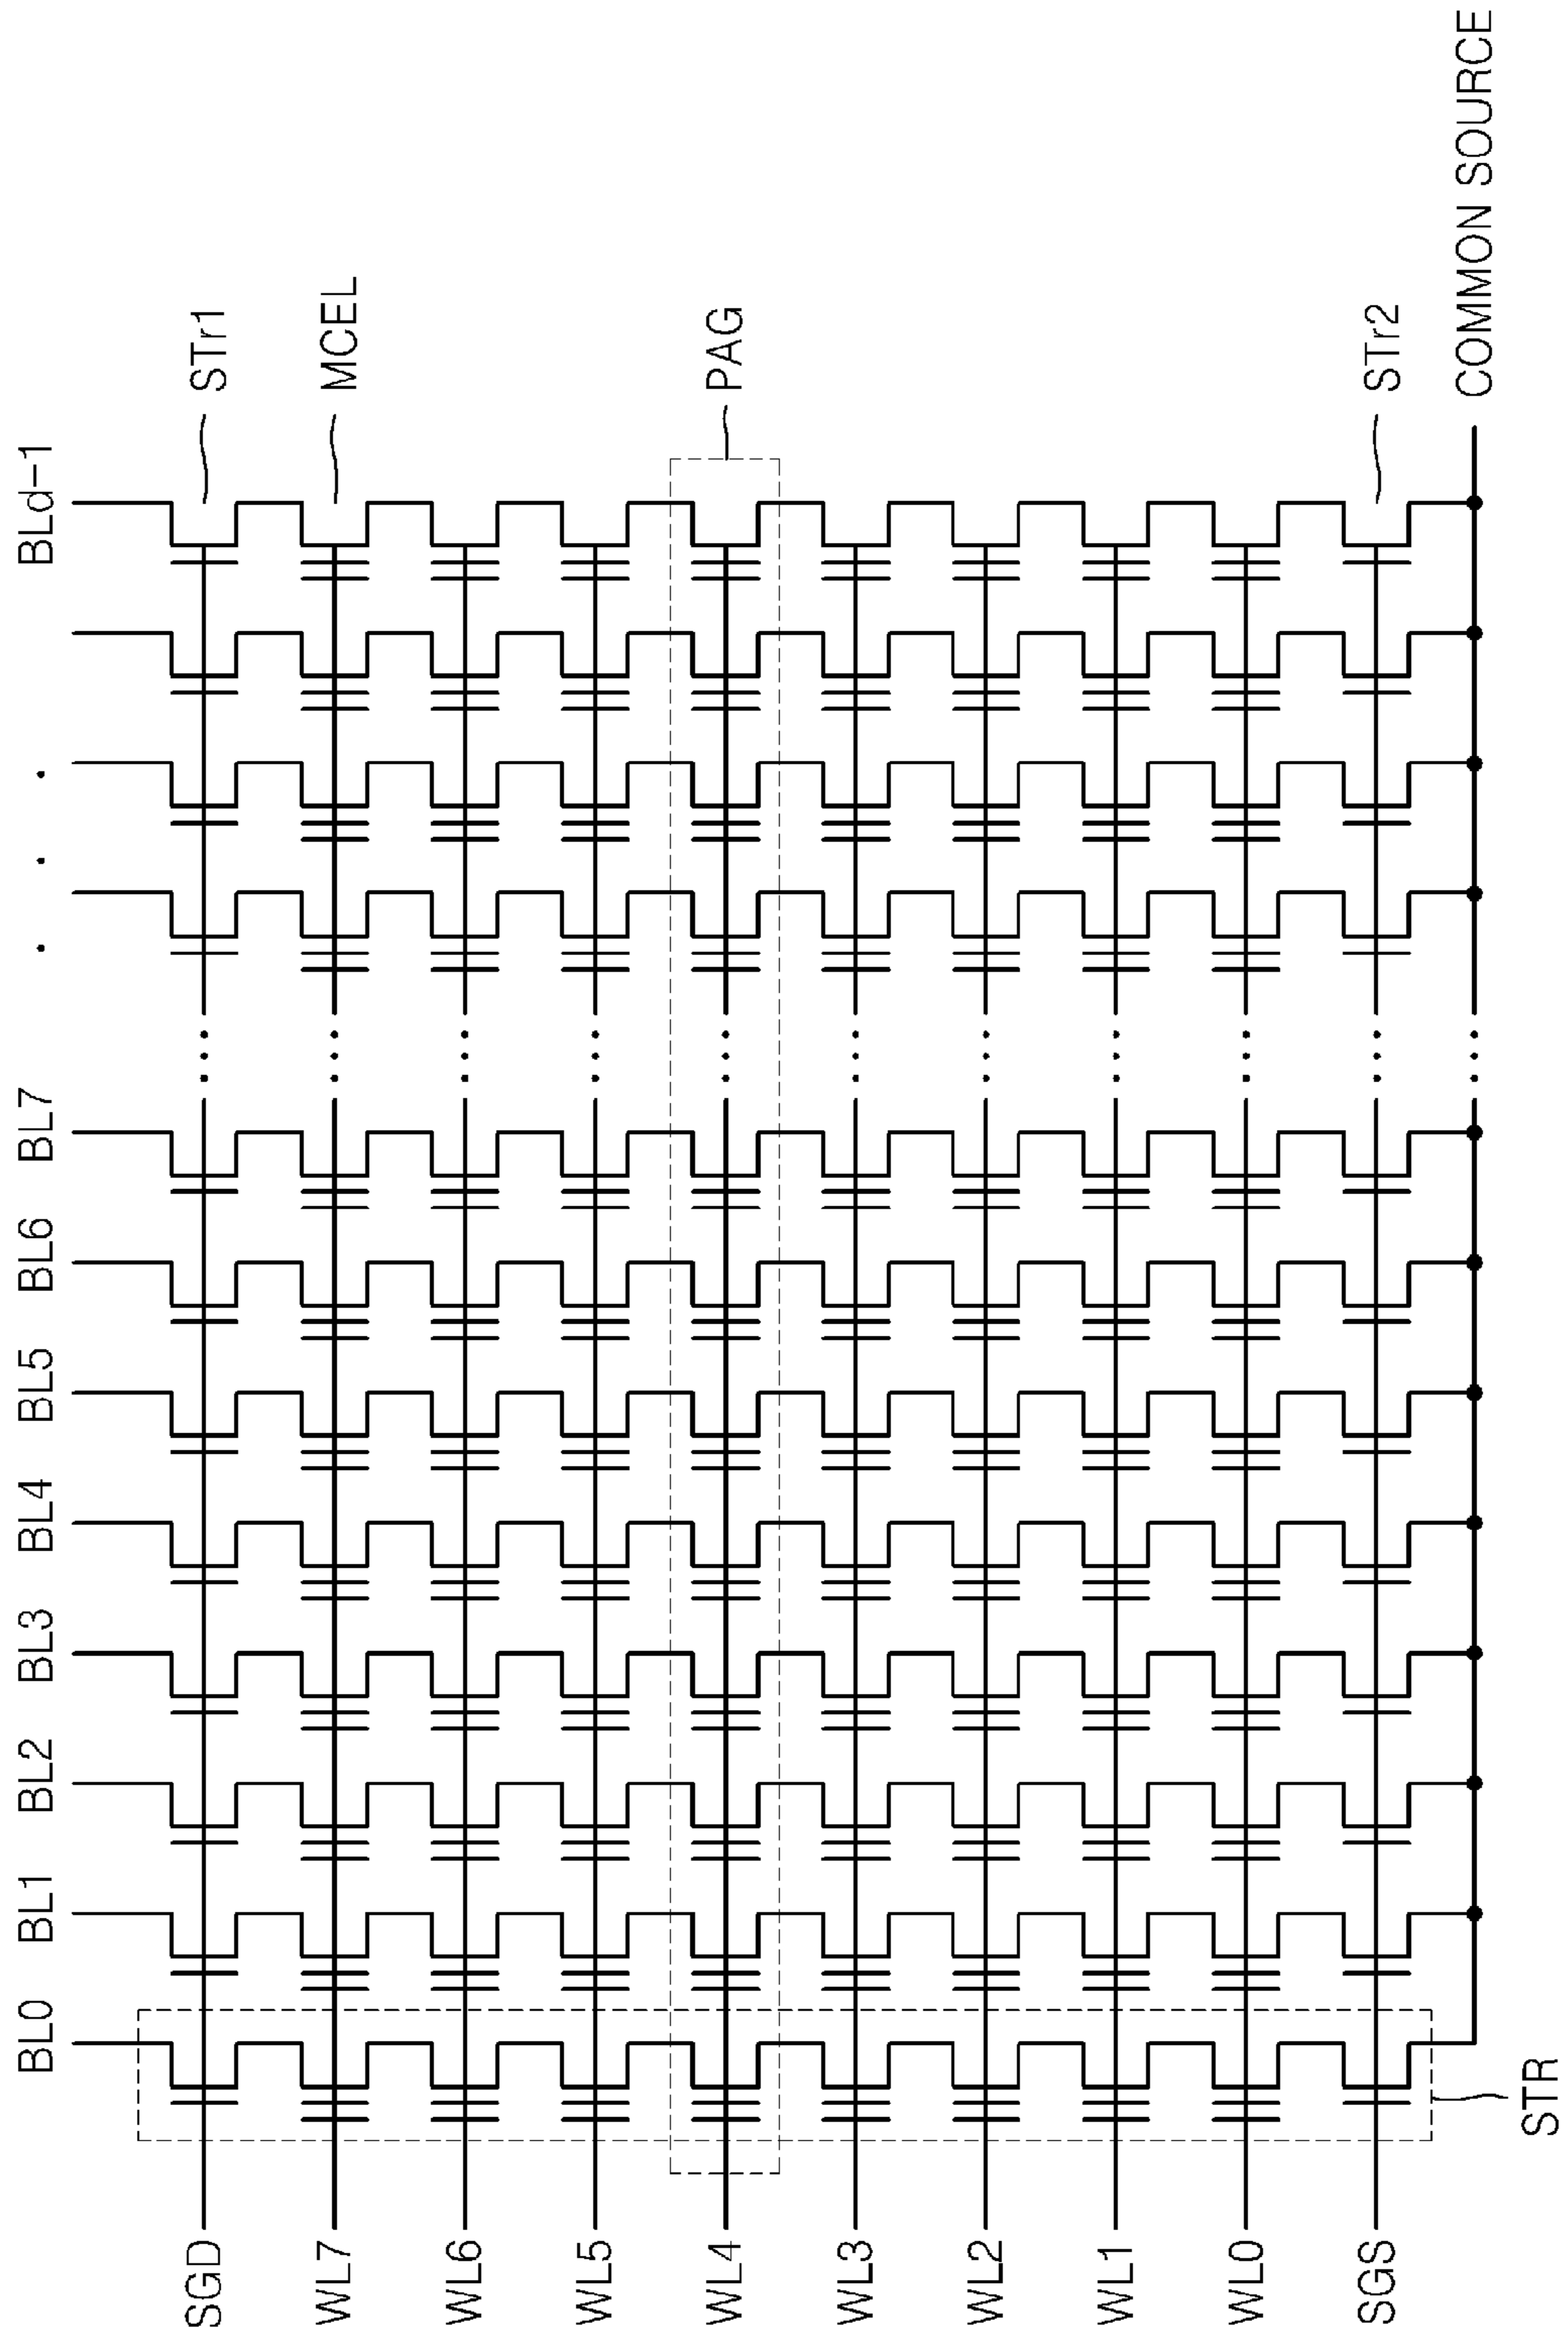 BL0 BL1 BL2 BL3 BL4 BL5 BL6 BL7 . . . BLd-1
SGD
STr1
WL7
MCEL
WL6
WL5
WL4
PAG
WL3
WL2
WL1
WL0
SGS
STr2
COMMON SOURCE
STR